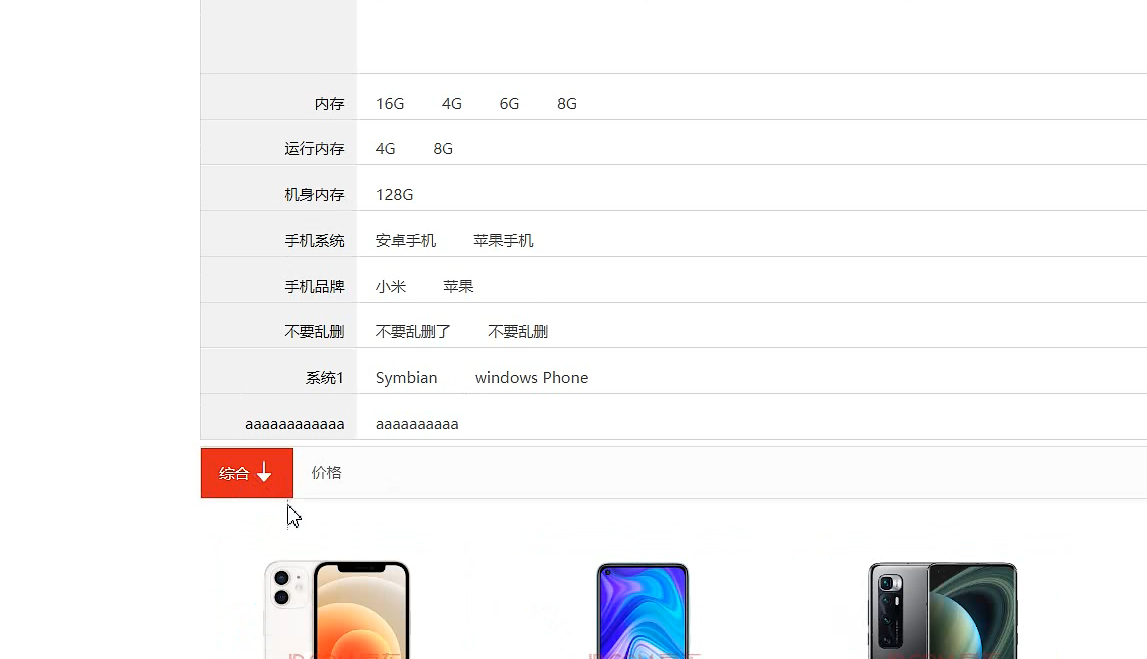 内存 16G 4G 6G 8G
运行内存 4G 8G
机身内存 128G
手机系统 安卓手机 苹果手机
手机品牌 小米 苹果
不要乱删 不要乱删了 不要乱删
系统1 Symbian windows Phone
aaaaaaaaaaaa aaaaaaaaaa
综合 价格